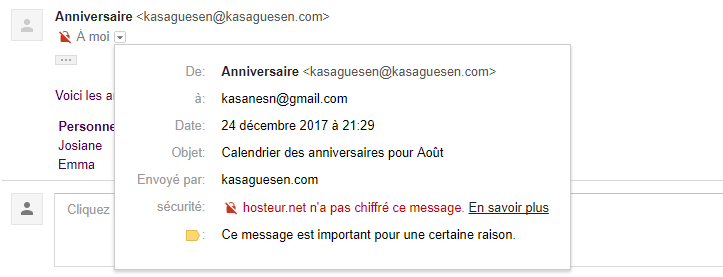 Anniversaire <kasaguesen@kasaguesen.com>
À moi
Voici les
Personne
Josiane
Emma
Cliquez
De: Anniversaire <kasaguesen@kasaguesen.com>
à: kasanesn@gmail.com
Date: 24 décembre 2017 à 21:29
Objet: Calendrier des anniversaires pour Août
Envoyé par: kasaguesen.com
sécurité: hosteur.net n'a pas chiffré ce message. En savoir plus
: Ce message est important pour une certaine raison.